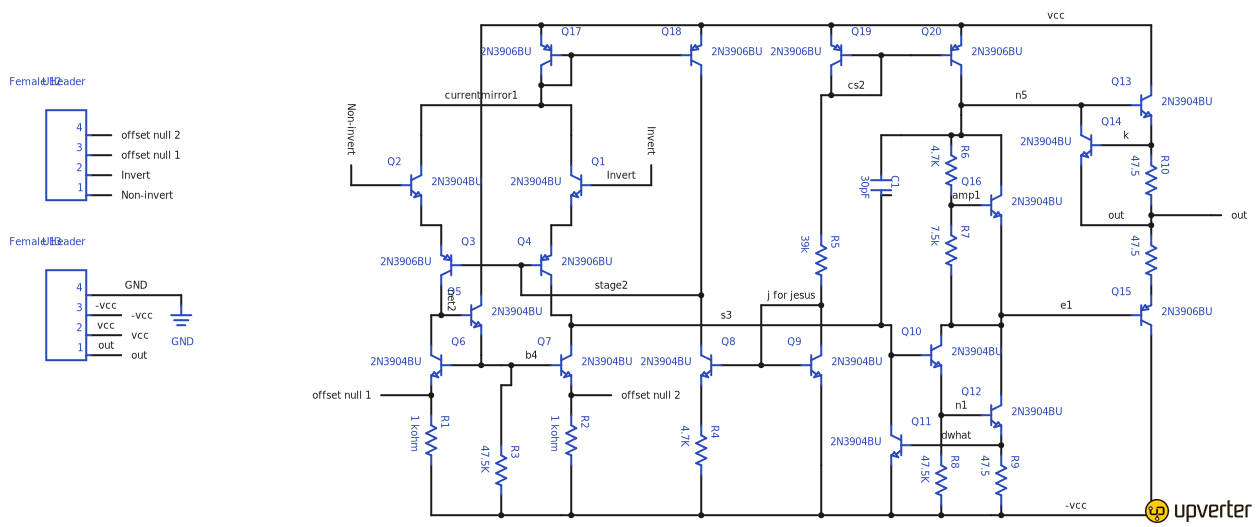 vcc
Q17
Q18
Q19
Q20
2N3906BU
2N3906BU
2N3906BU
2N3906BU
Female Header
Q13
cs2
currentmirror1
n5
2N3904BU
Non-invert
Invert
Q14
4
offset null 2
k
3
offset null 1
2N3904BU
R6
4.7K
R10
47.5
2
Invert
Q2
Q1
Invert
1
Non-invert
2N3904BU
2N3904BU
C1
30pF
Q16
amp1
2N3904BU
out
out
Female Header
Q3
Q4
R5
39k
R7
7.5k
47.5
2N3906BU
2N3906BU
4
GND
stage2
j for jesus
Q5
net2
Q15
3
-vcc
-vcc
2N3904BU
s3
e1
2N3906BU
2
vcc
vcc
GND
Q6
Q7
Q8
Q9
Q10
1
out
out
b4
2N3904BU
2N3904BU
2N3904BU
2N3904BU
2N3904BU
offset null 1
offset null 2
Q12
n1
2N3904BU
R1
1 kohm
R3
47.5K
R2
1 kohm
R4
4.7K
Q11
dwhat
2N3904BU
R8
47.5K
R9
47.5
-vcc
upverter